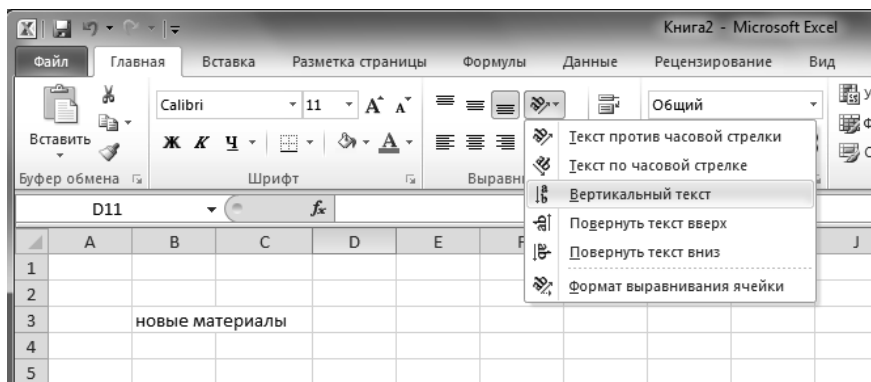 Книга2 - Microsoft Excel
Файл Главная Вставка Разметка страницы Формулы Данные Рецензирование Вид
Calibri 11 А А Общий
Вставить Ж К Ч А
Буфер обмена Шрифт
Текст против часовой стрелки
Текст по часовой стрелке
Вертикальный текст
Повернуть текст вверх
Повернуть текст вниз
Формат выравнивания ячейки
D11 fx
A B C D E F J
1
2
3 новые материалы
4
5